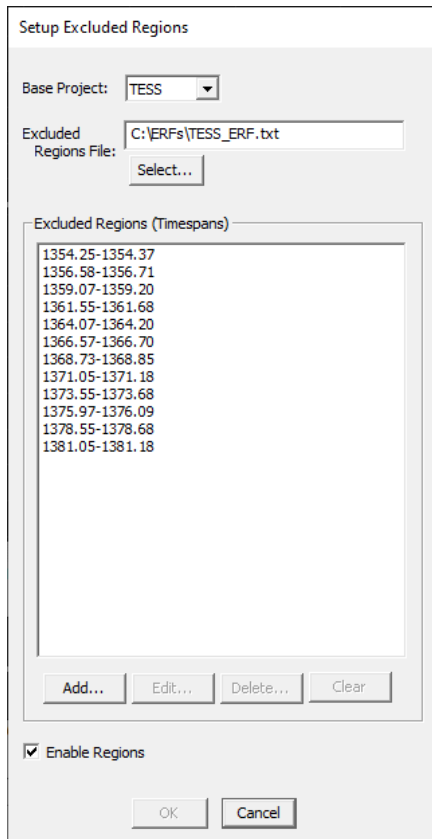 Setup Excluded Regions
Base Project: TESS
Excluded
Regions File: C:\ERFs\TESS_ERF.txt
Select...
Excluded Regions (Timespans)
1354.25-1354.37
1356.58-1356.71
1359.07-1359.20
1361.55-1361.68
1364.07-1364.20
1366.57-1366.70
1368.73-1368.85
1371.05-1371.18
1373.55-1373.68
1375.97-1376.09
1378.55-1378.68
1381.05-1381.18
Add... Edit... Delete... Clear
Enable Regions
OK Cancel